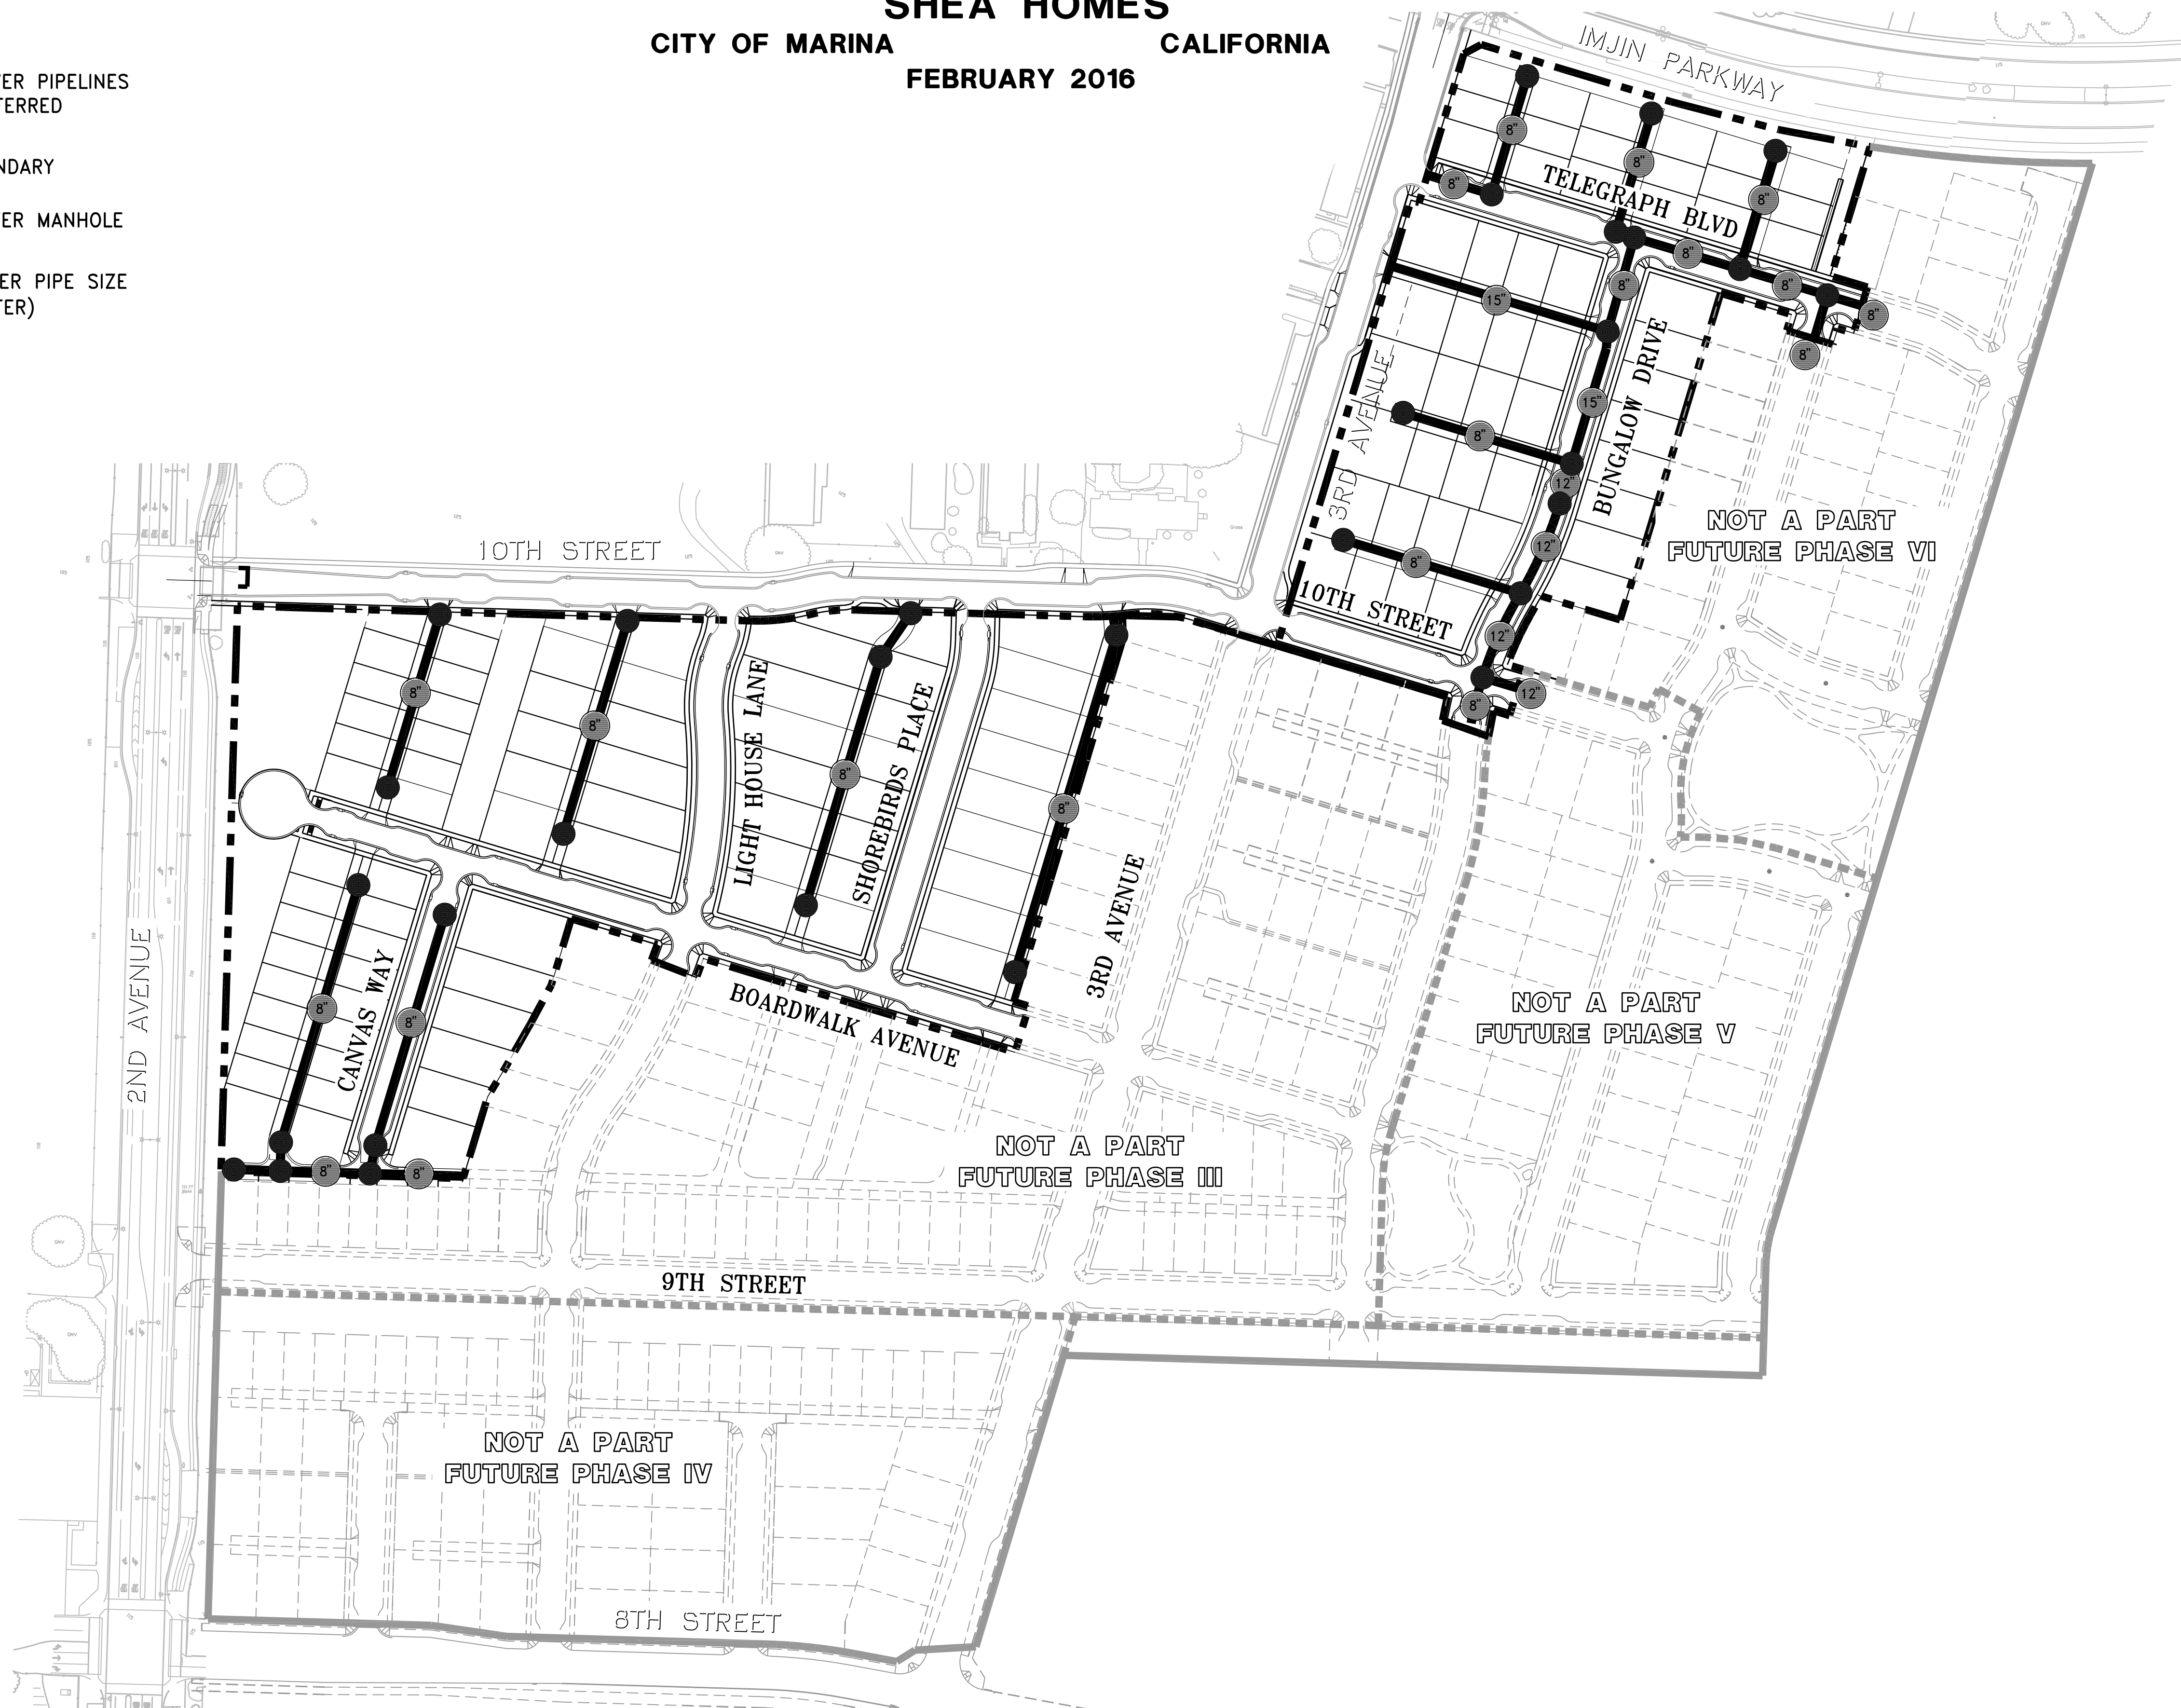 SHEA HOMES
CITY OF MARINA CALIFORNIA
FEBRUARY 2016
ER PIPELINES
ERRED
NDARY
ER MANHOLE
ER PIPE SIZE
TER)
IMJIN PARKWAY
8"
8"
8"
8"
TELEGRAPH BLVD
8"
8"
8"
8"
8"
15"
15"
BUNGALOW DRIVE
3RD AVENUE
8"
12"
12"
8"
10TH STREET
12"
12"
8"
NOT A PART
FUTURE PHASE VI
10TH STREET
8"
8"
LIGHT HOUSE LANE
8"
SHOREBIRDS PLACE
8"
3RD AVENUE
2ND AVENUE
8"
CANVAS WAY
8"
BOARDWALK AVENUE
8"
8"
NOT A PART
FUTURE PHASE V
NOT A PART
FUTURE PHASE III
9TH STREET
NOT A PART
FUTURE PHASE IV
8TH STREET